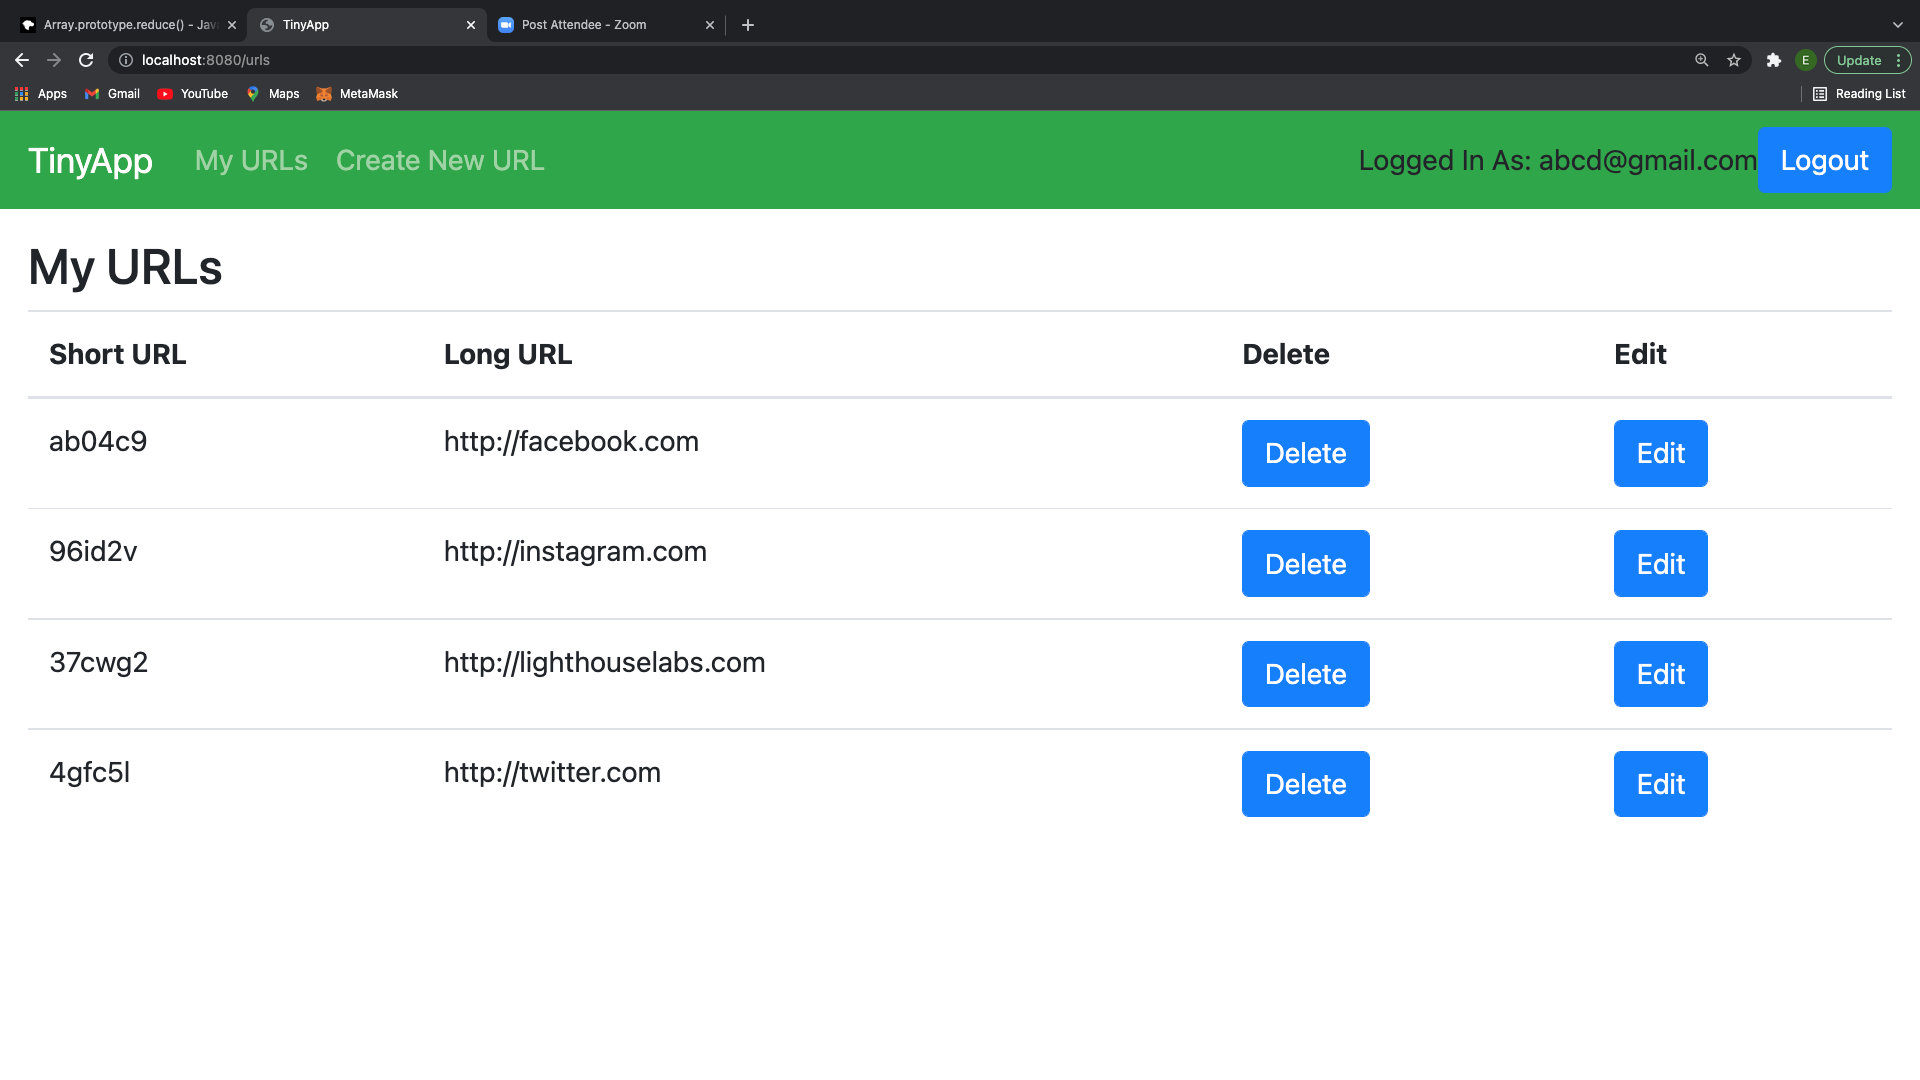 Array.prototype.reduce() - Jav
TinyApp
Post Attendee - Zoom
localhost:8080/urls
E
Update
Apps
Gmail
YouTube
Maps
MetaMask
Reading List
TinyApp My URLs Create New URL Logged In As: abcd@gmail.com Logout
My URLs
Short URL Long URL Delete Edit
ab04c9 http://facebook.com Delete Edit
96id2v http://instagram.com Delete Edit
37cwg2 http://lighthouselabs.com Delete Edit
4gfc5l http://twitter.com Delete Edit